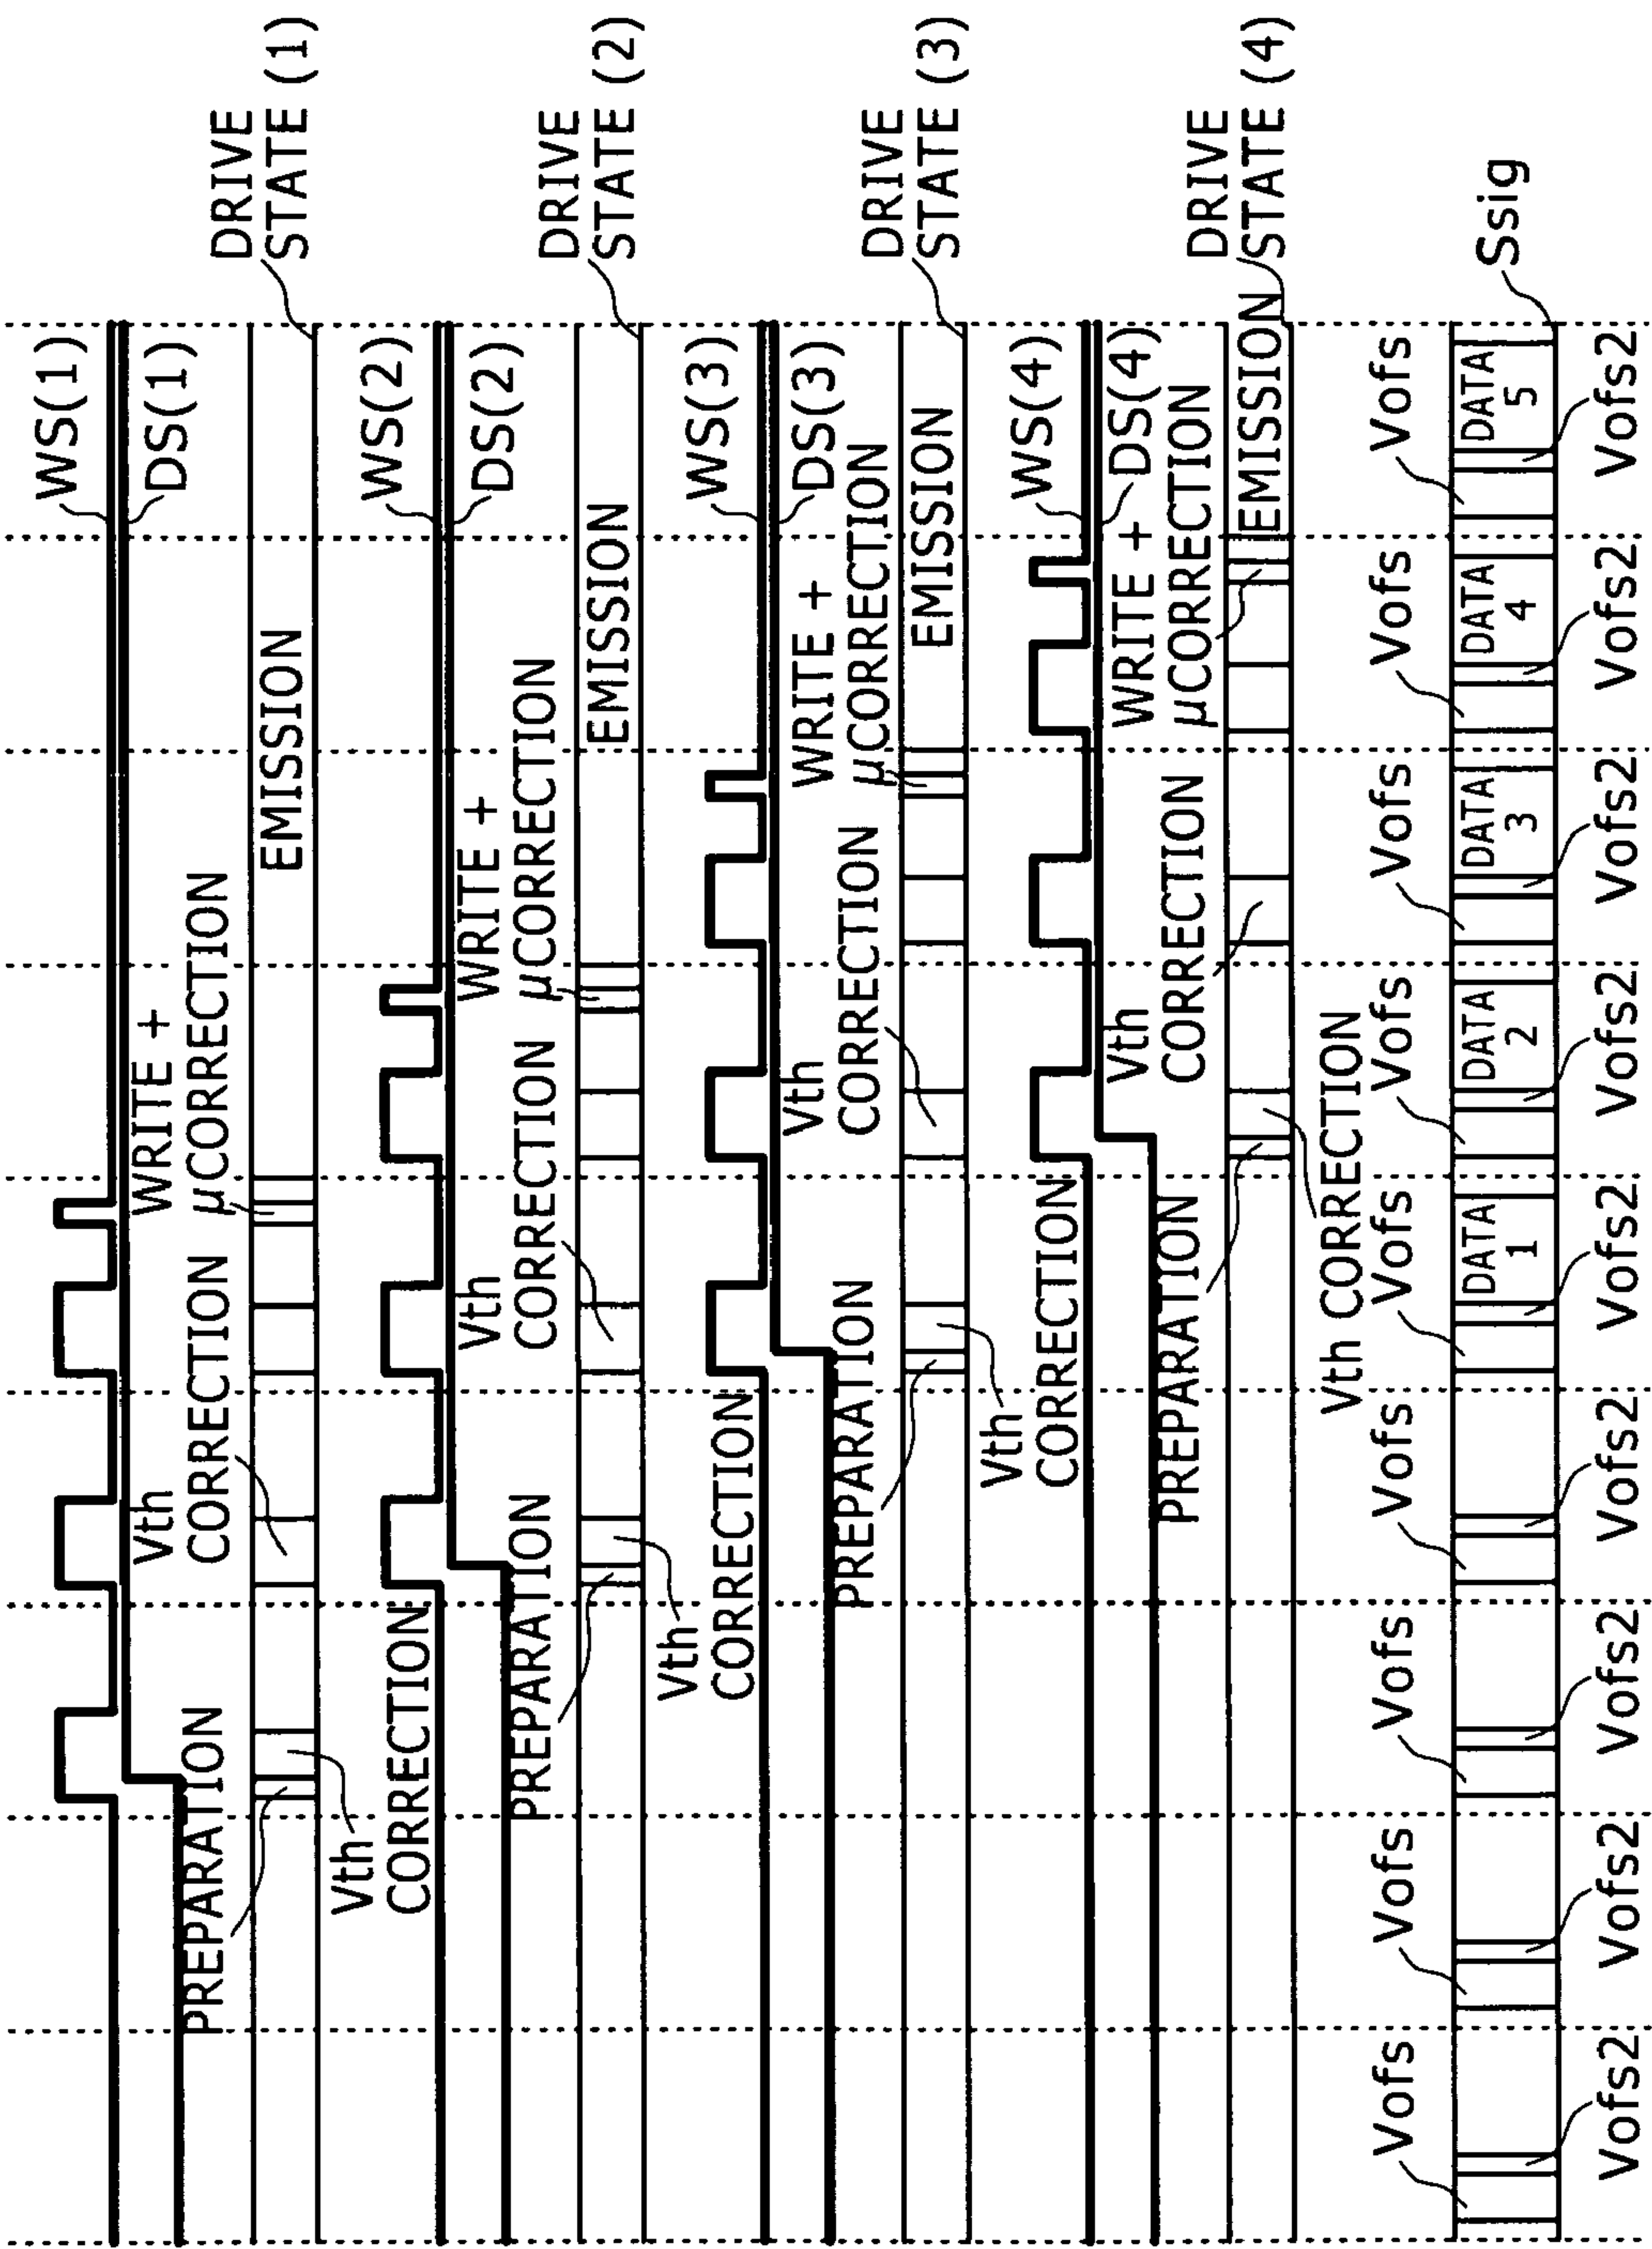 WS(1)
DS(1)
WRITE +
μCORRECTION
Vth
CORRECTION
PREPARATION
EMISSION
DRIVE
STATE (1)
Vth
CORRECTION
WS(2)
DS(2)
WRITE +
μCORRECTION
Vth
CORRECTION
PREPARATION
EMISSION
DRIVE
STATE (2)
Vth
CORRECTION
WS(3)
DS(3)
WRITE +
μCORRECTION
Vth
CORRECTION
PREPARATION
EMISSION
DRIVE
STATE (3)
Vth
CORRECTION
WS(4)
DS(4)
WRITE +
μCORRECTION
Vth
CORRECTION
PREPARATION
EMISSION
DRIVE
STATE (4)
Vth CORRECTION
Vofs Vofs Vofs Vofs Vofs Vofs Vofs Vofs Vofs
DATA DATA DATA DATA DATA
1 2 3 4 5
Ssig
Vofs2 Vofs2 Vofs2 Vofs2 Vofs2 Vofs2 Vofs2 Vofs2 Vofs2